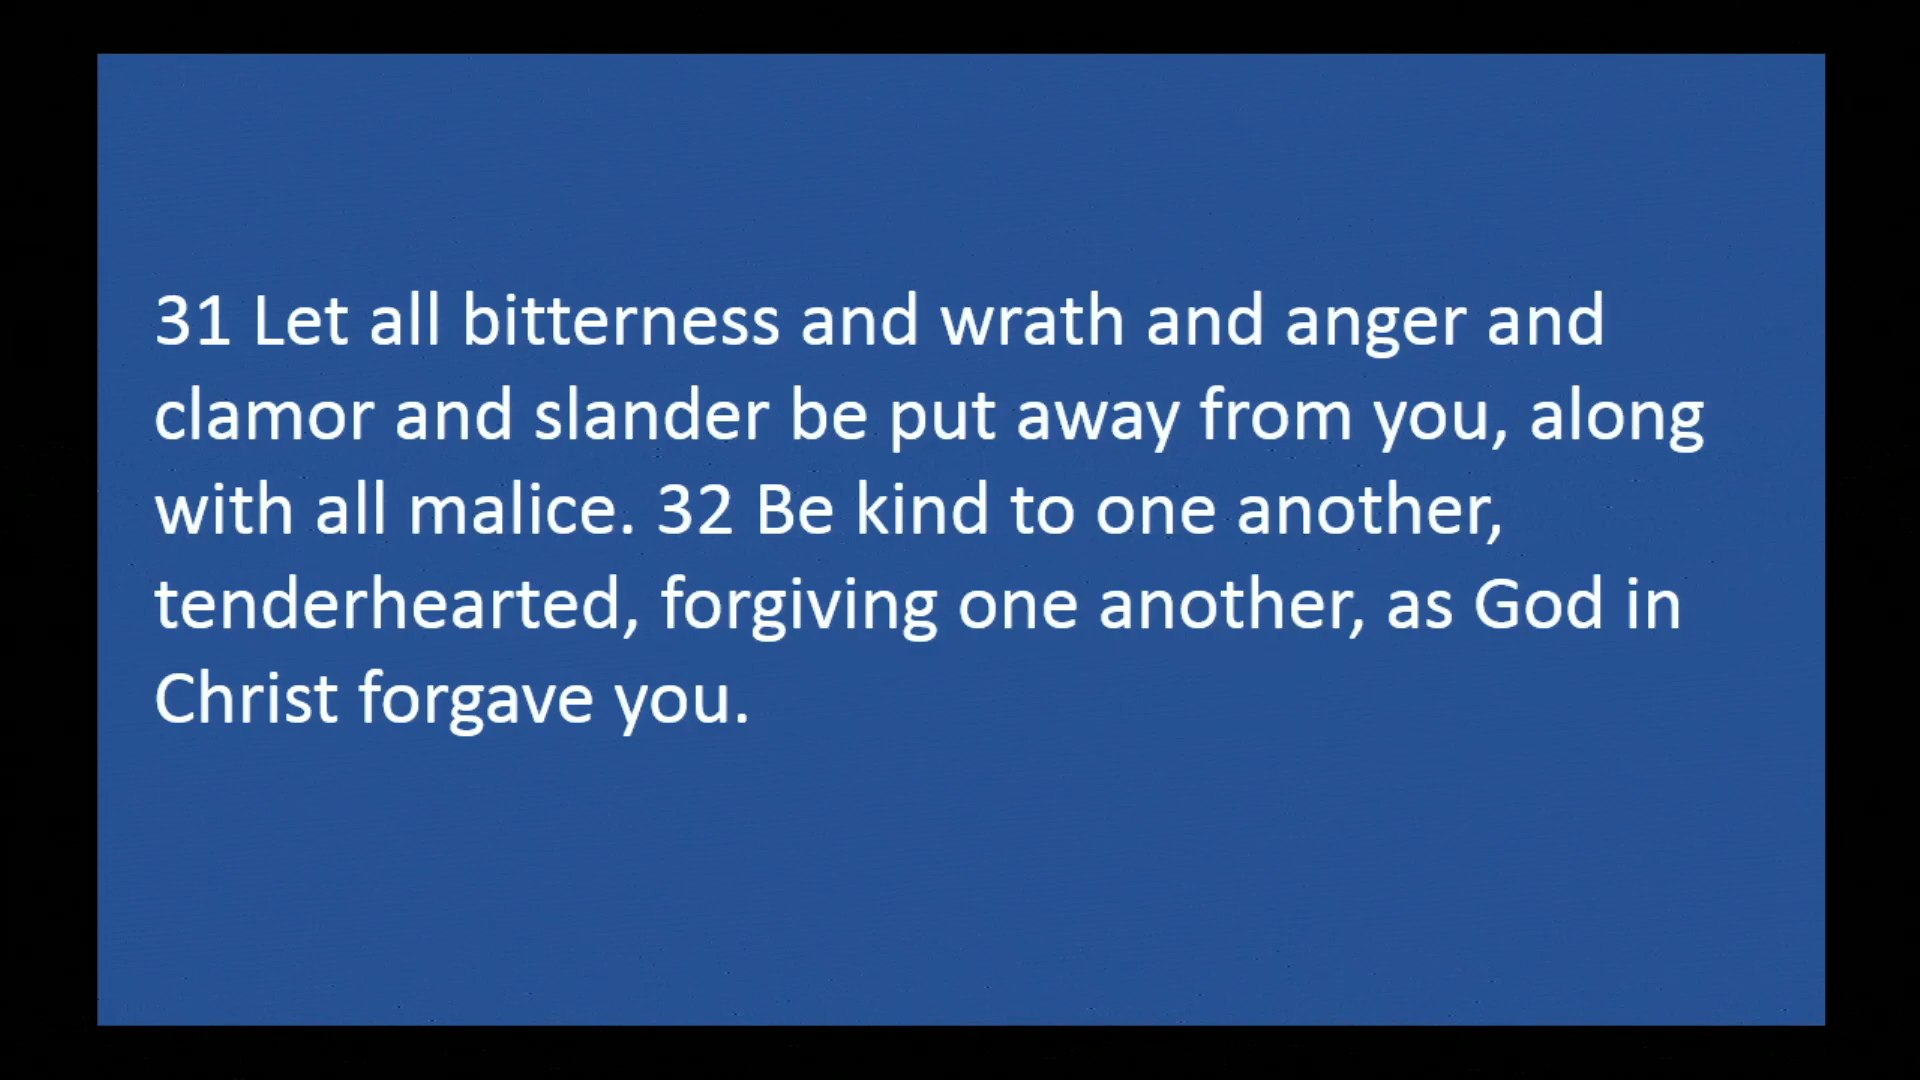 31 Let all bitterness and wrath and anger and
clamor and slander be put away from you, along
with all malice. 32 Be kind to one another,
tenderhearted, forgiving one another, as God in
Christ forgave you.